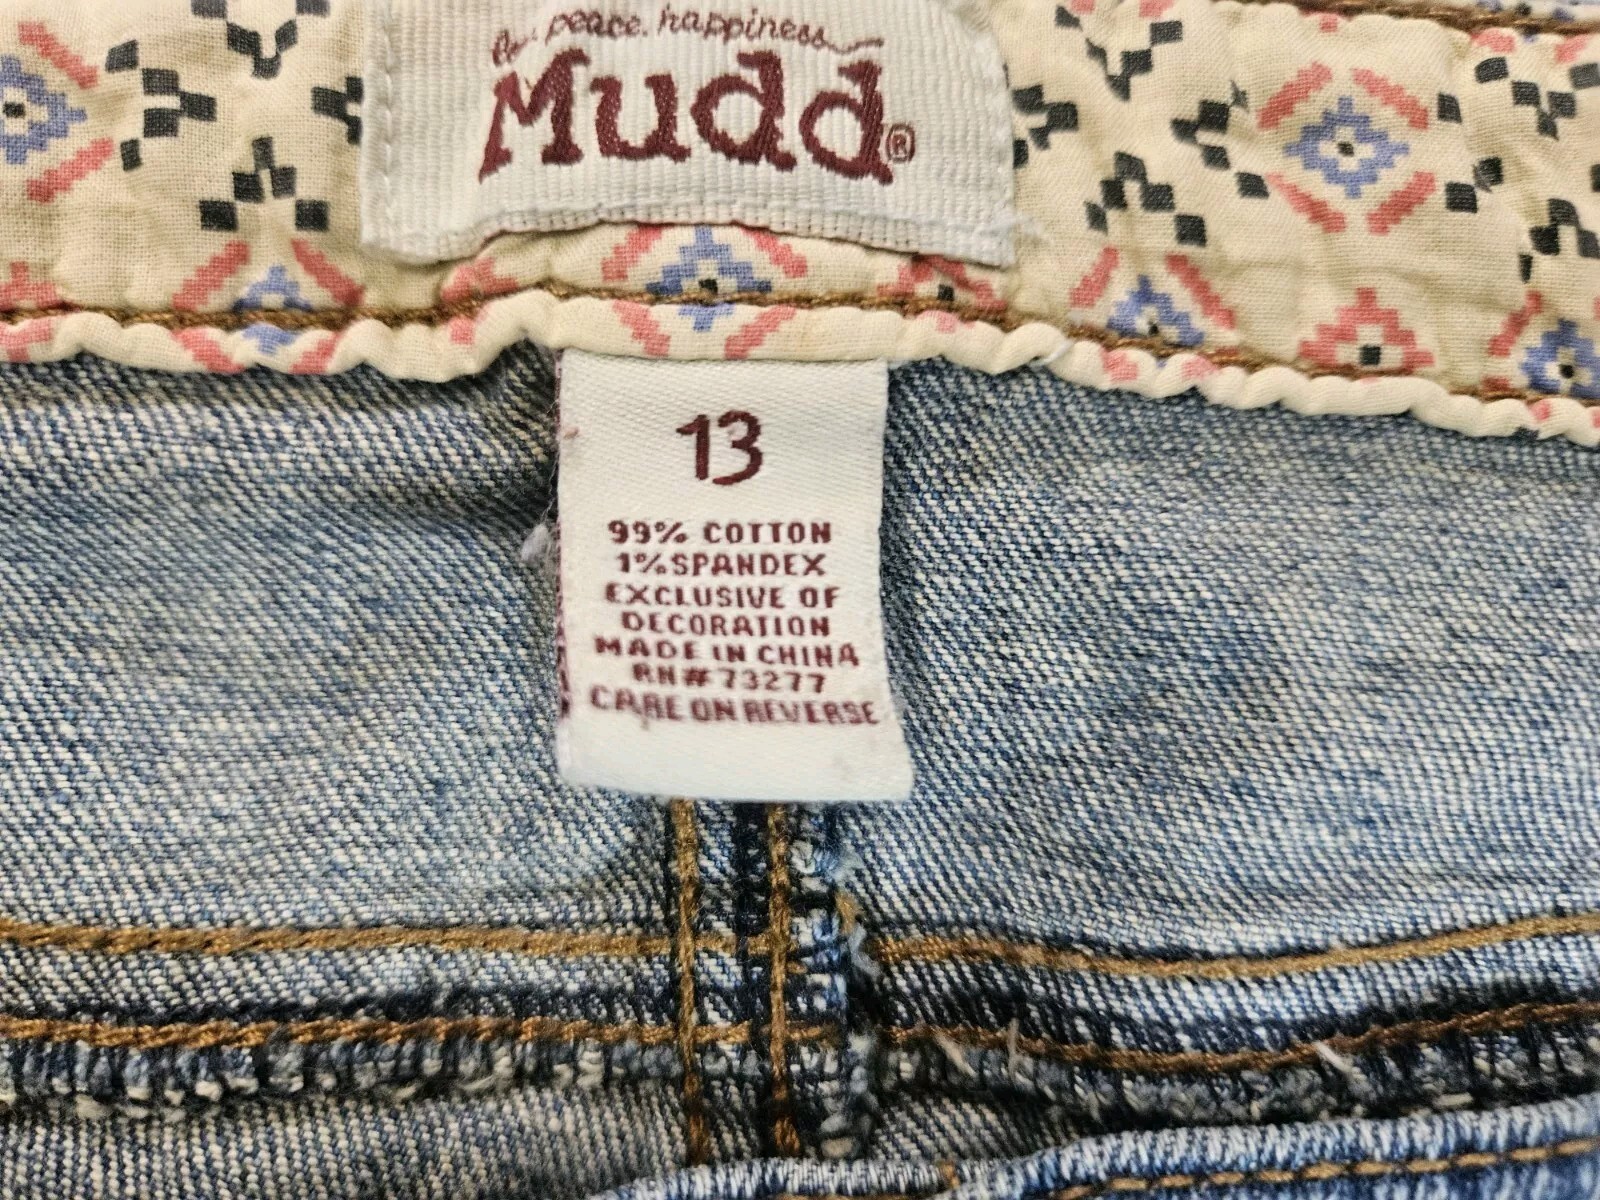 peace. happiness
Mudd®
13
99% COTTON
1% SPANDEX
EXCLUSIVE OF
DECORATION
MADE IN CHINA
RN# 73277
CARE ON REVERSE